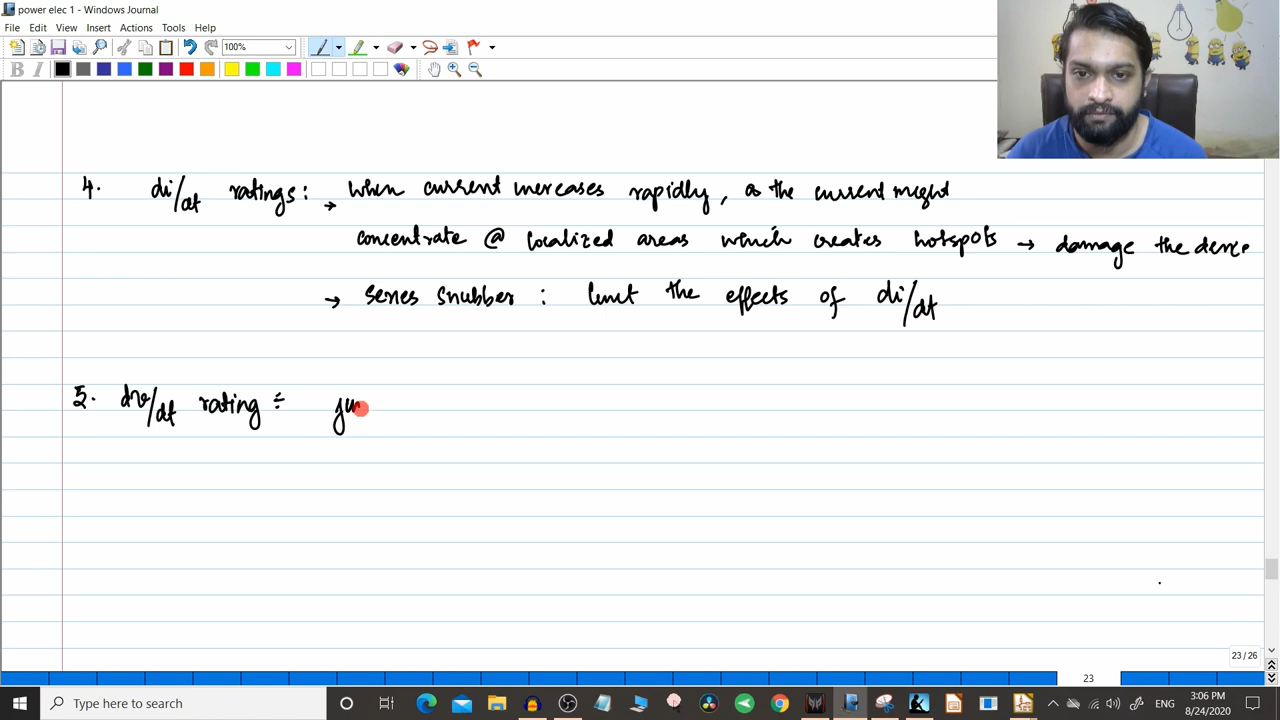 power elec 1 - Windows Journal
File Edit View Insert Actions Tools Help
100%
B I
4. di/dt ratings : → when current increases rapidly, the current might
concentrate @ localized areas which creates hotspots → damage the device
→ series snubber : limit the effects of di/dt
5. dv/dt rating :
23 / 26
23
Type here to search
3:06 PM
8/24/2020